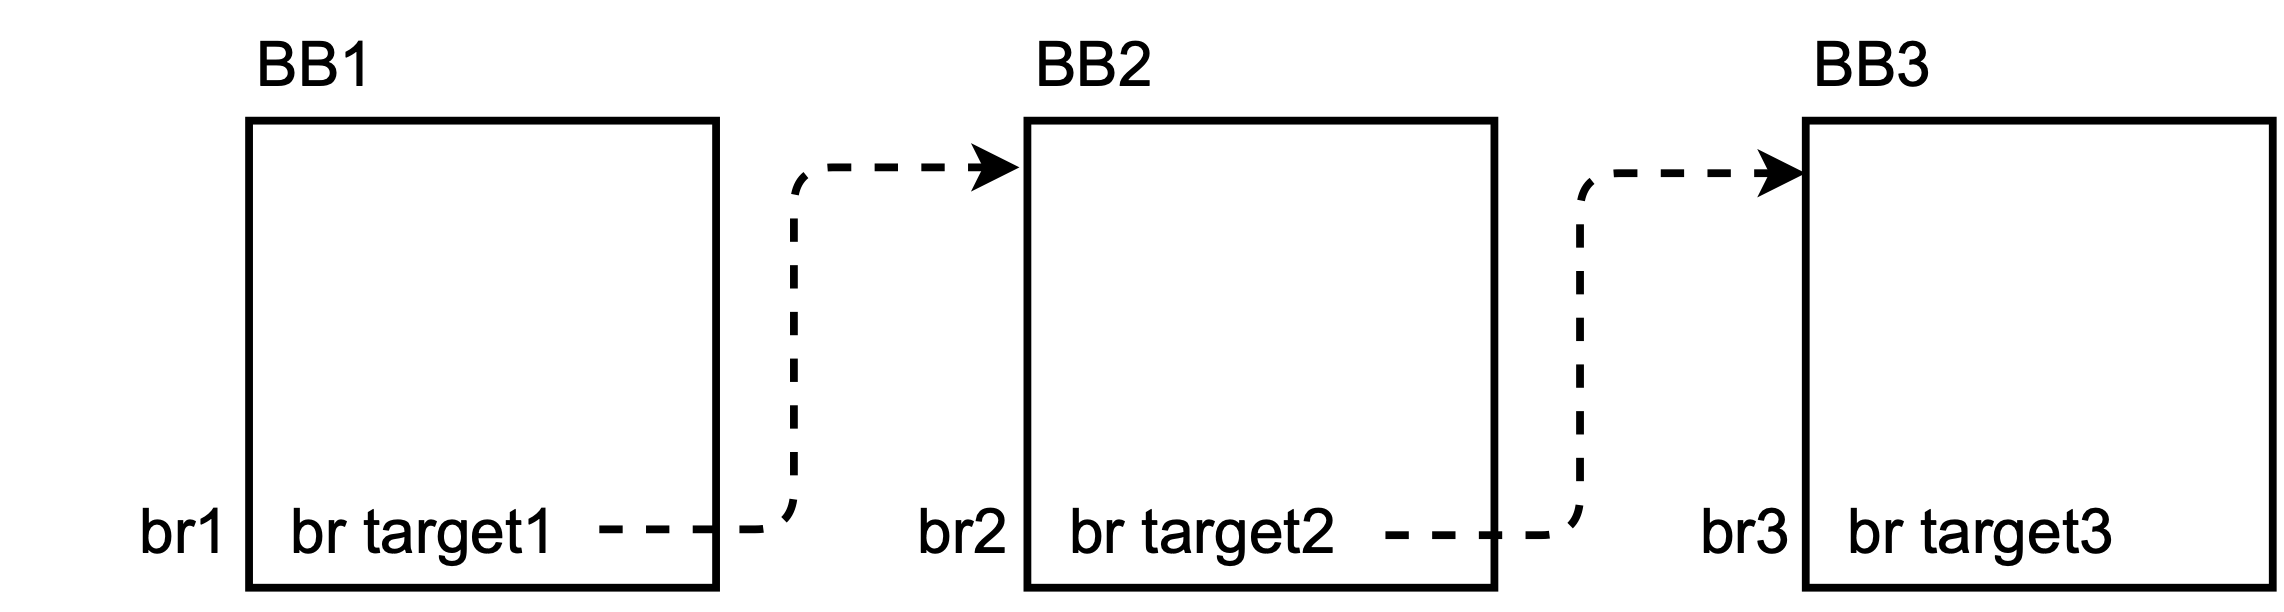 BB1
BB2
BB3
br1
br target1
br2
br target2
br3
br target3